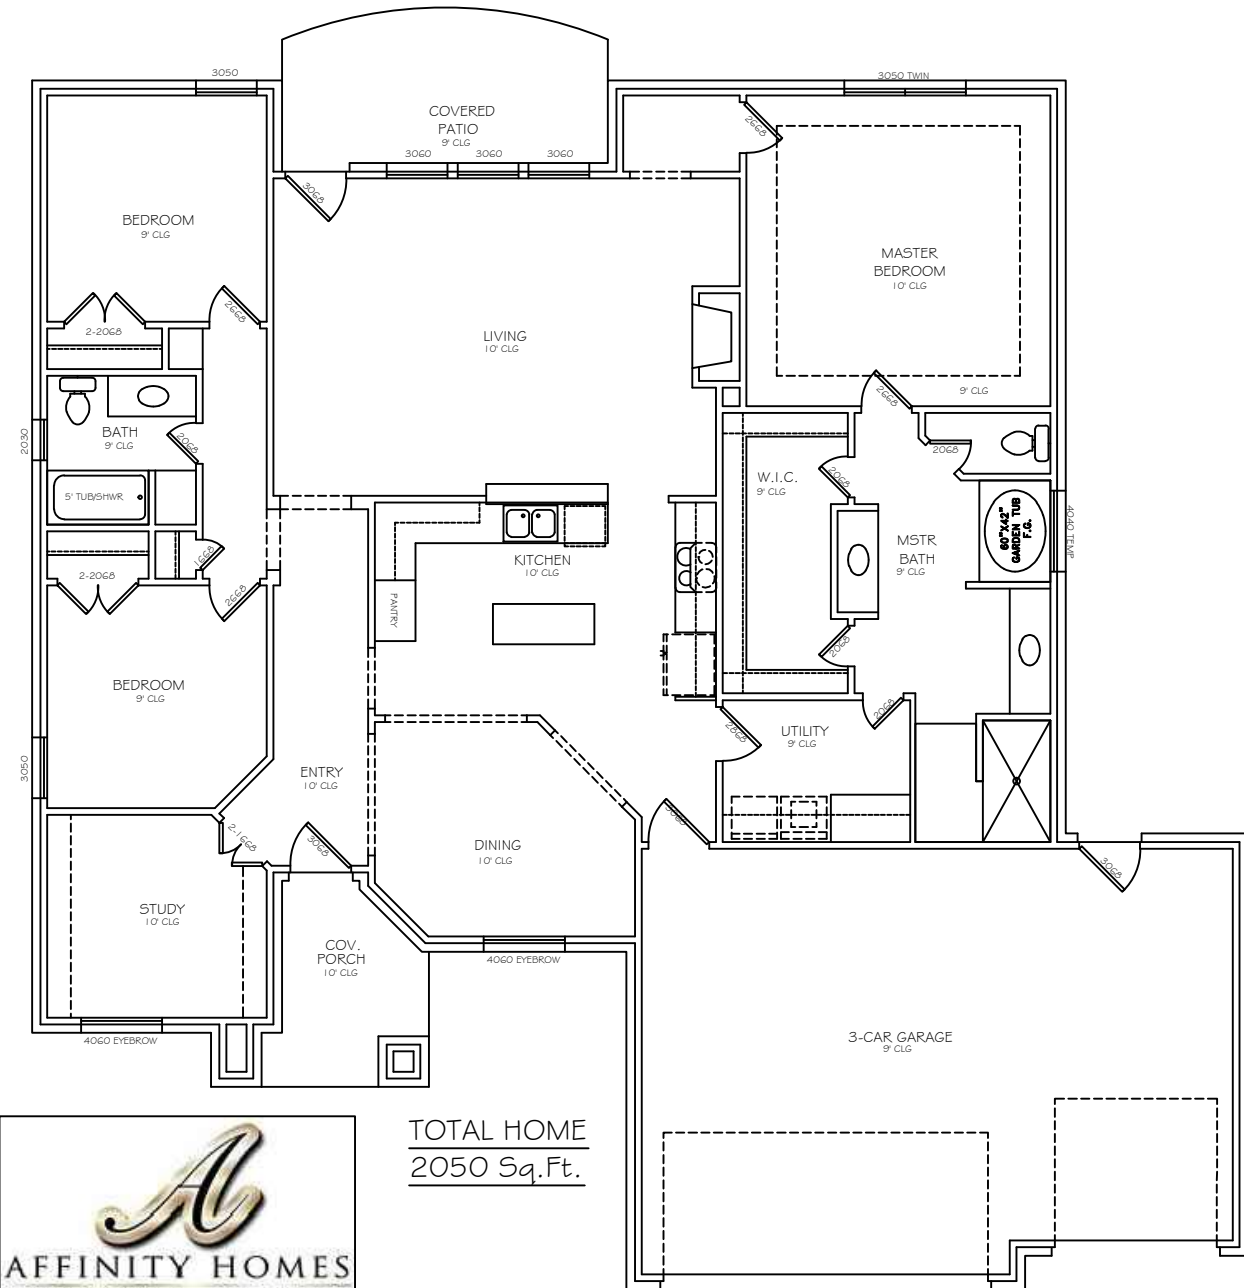 3050
3050 TWIN
COVERED
PATIO
9' CLG
3060
3060
3060
2668
3068
BEDROOM
9' CLG
MASTER
BEDROOM
10' CLG
2668
2-2068
LIVING
10' CLG
9' CLG
2668
BATH
9' CLG
2068
2030
2068
5' TUB/SHWR
W.I.C.
9' CLG
2068
60"X42"
GARDEN TUB
F.G.
4040 TEMP
MSTR
BATH
9' CLG
1668
2-2068
2668
KITCHEN
10' CLG
PANTRY
2068
BEDROOM
9' CLG
2068
2868
UTILITY
9' CLG
3050
ENTRY
10' CLG
2-1668
3068
3068
DINING
10' CLG
3068
STUDY
10' CLG
COV.
PORCH
10' CLG
4060 EYEBROW
4060 EYEBROW
3-CAR GARAGE
9' CLG
TOTAL HOME
2050 Sq.Ft.
A
AFFINITY HOMES